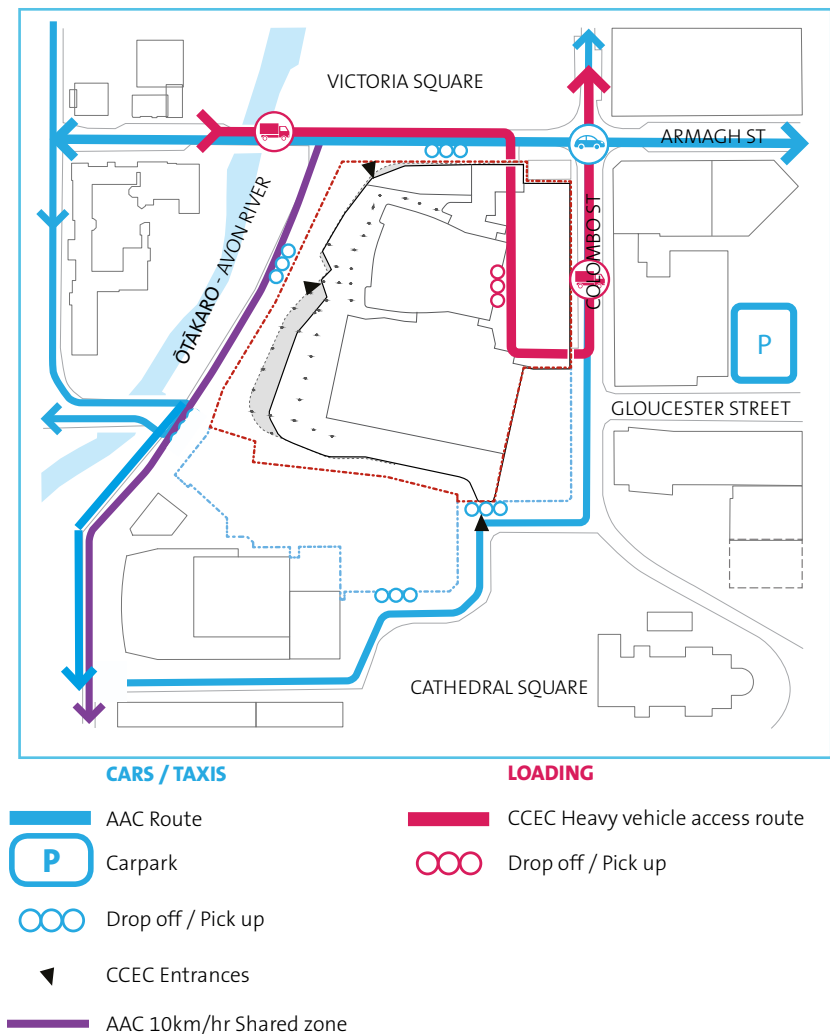 VICTORIA SQUARE
ARMAGH ST
ŌTĀKARO - AVON RIVER
COLOMBO ST
P
GLOUCESTER STREET
CATHEDRAL SQUARE
CARS / TAXIS
AAC Route
P
Carpark
Drop off / Pick up
CCEC Entrances
AAC 10km/hr Shared zone
LOADING
CCEC Heavy vehicle access route
Drop off / Pick up